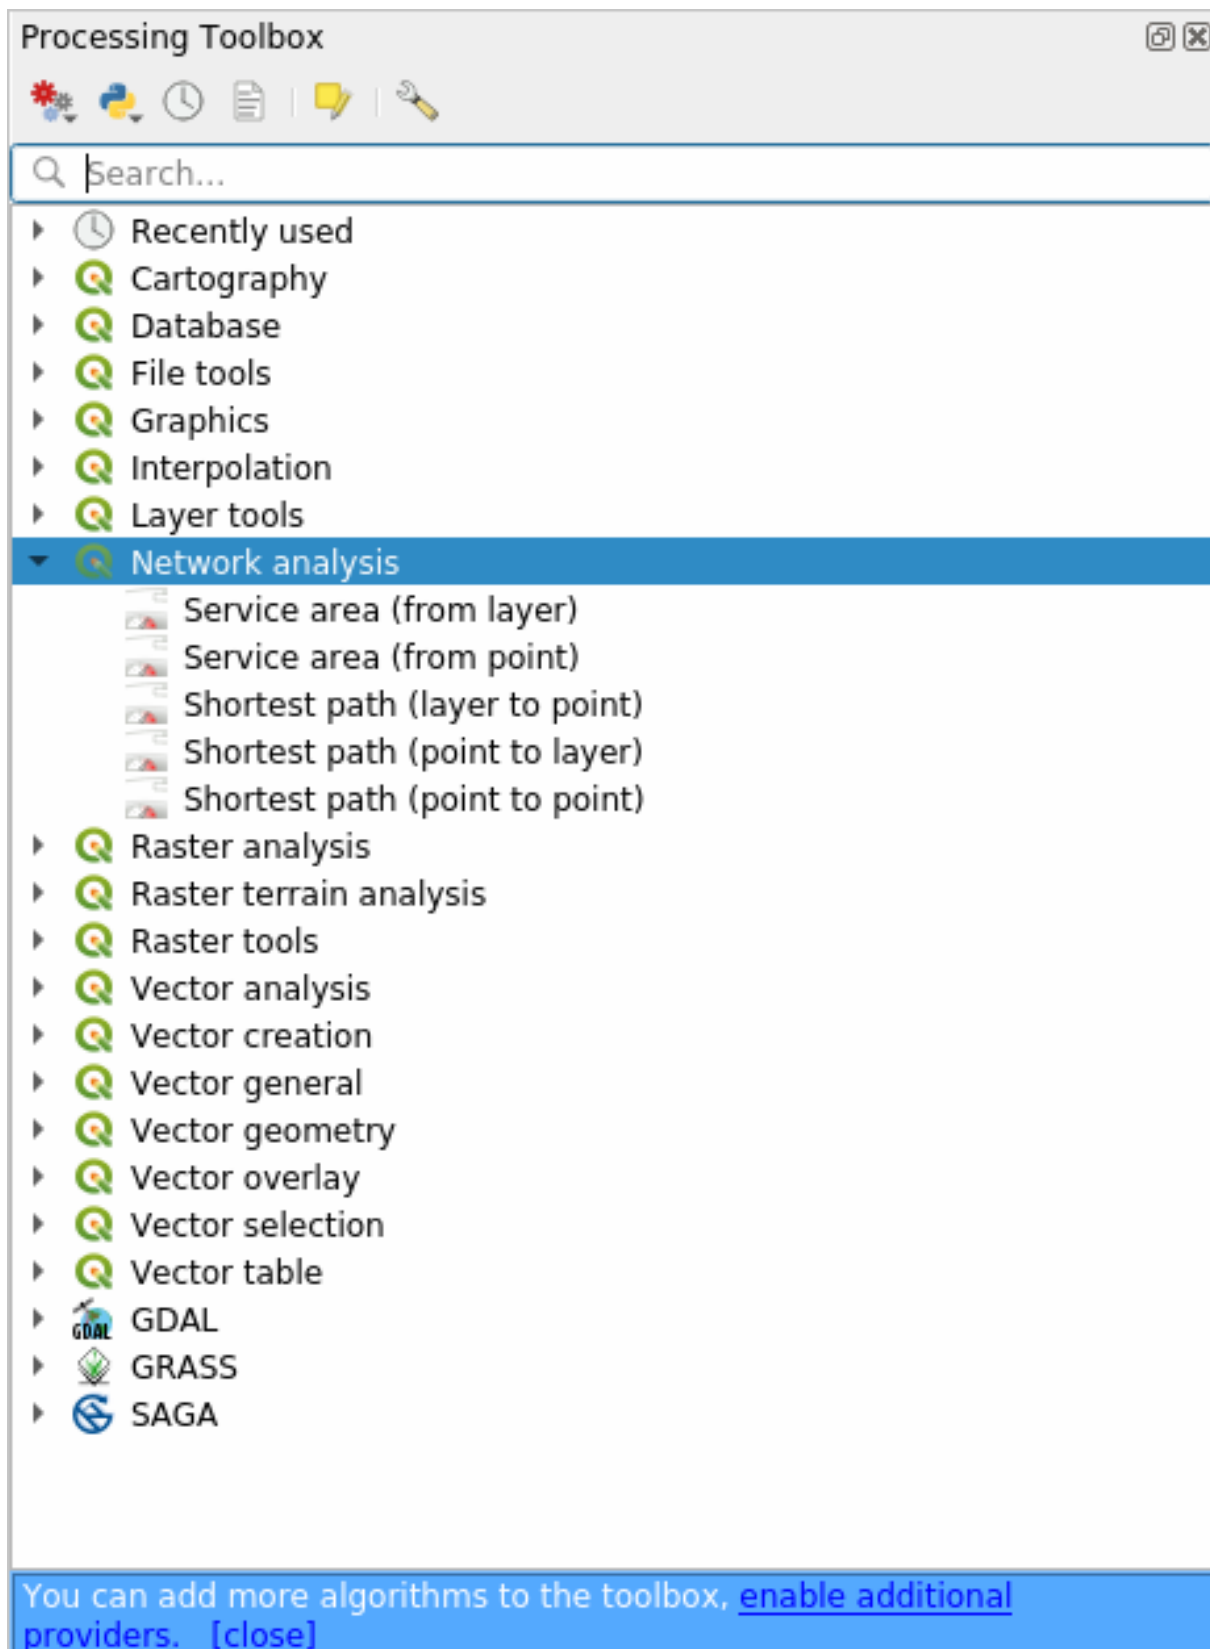 Processing Toolbox
Search...
Recently used
Cartography
Database
File tools
Graphics
Interpolation
Layer tools
Network analysis
Service area (from layer)
Service area (from point)
Shortest path (layer to point)
Shortest path (point to layer)
Shortest path (point to point)
Raster analysis
Raster terrain analysis
Raster tools
Vector analysis
Vector creation
Vector general
Vector geometry
Vector overlay
Vector selection
Vector table
GDAL GDAL
GRASS
SAGA
You can add more algorithms to the toolbox, enable additional
providers. [close]